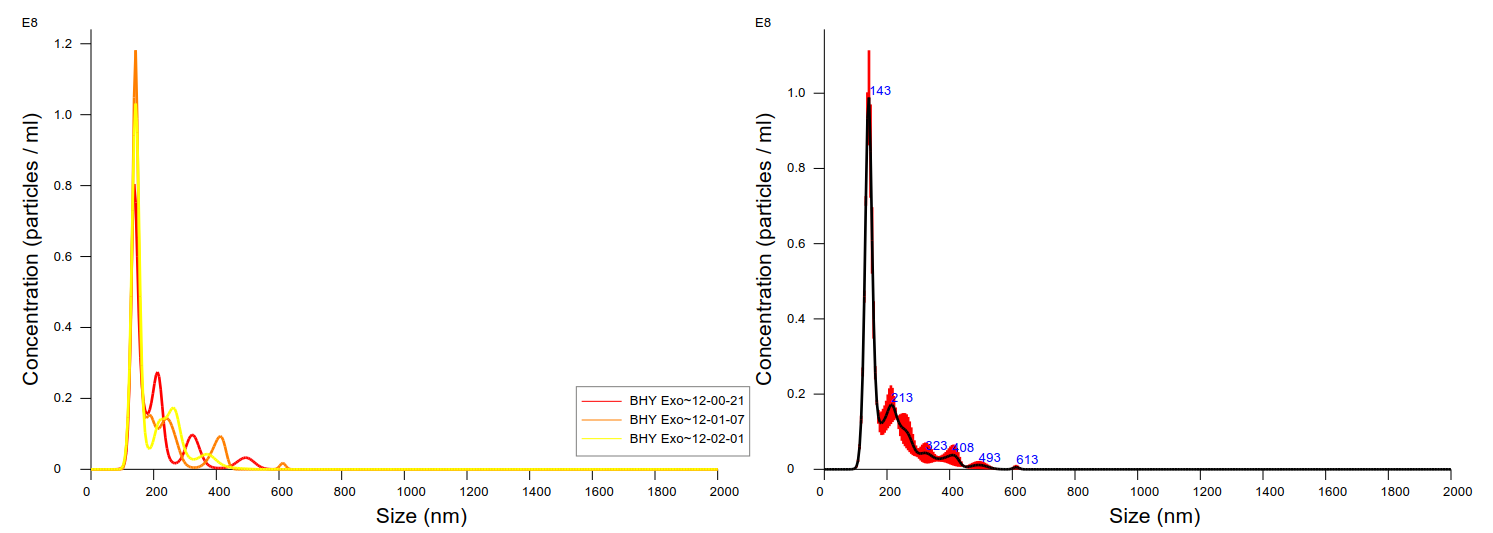 E8
1.2
1.0
0.8
0.6
0.4
0.2
0
Concentration (particles / ml)
BHY Exo~12-00-21
BHY Exo~12-01-07
BHY Exo~12-02-01
0 200 400 600 800 1000 1200 1400 1600 1800 2000
Size (nm)
E8
1.0
0.8
0.6
0.4
0.2
0
Concentration (particles / ml)
143
213
323
408
493
613
0 200 400 600 800 1000 1200 1400 1600 1800 2000
Size (nm)